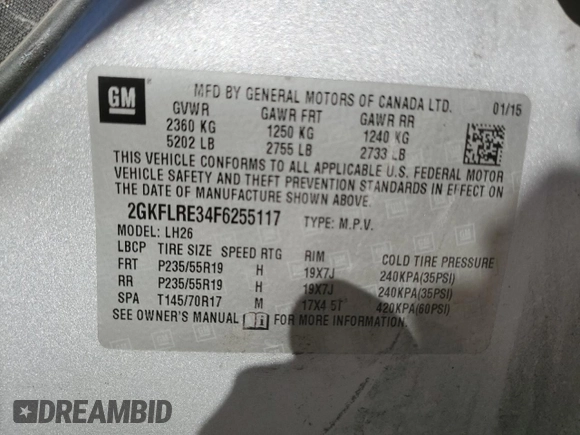 GM
MFD BY GENERAL MOTORS OF CANADA LTD. 01/15
GVWR GAWR FRT GAWR RR
2360 KG 1250 KG 1240 KG
5202 LB 2755 LB 2733 LB
THIS VEHICLE CONFORMS TO ALL APPLICABLE U.S. FEDERAL MOTOR
VEHICLE SAFETY AND THEFT PREVENTION STANDARDS IN EFFECT ON
THE DATE OF MANUFACTURE SHOWN ABOVE.
2GKFLRE34F6255117 TYPE: M.P.V.
MODEL: LH26
LBCP TIRE SIZE SPEED RTG RIM COLD TIRE PRESSURE
FRT P235/55R19 H 19X7J 240KPA(35PSI)
RR P235/55R19 H 19X7J 240KPA(35PSI)
SPA T145/70R17 M 17X4.5T 420KPA(60PSI)
SEE OWNER'S MANUAL FOR MORE INFORMATION.
DREAMBID